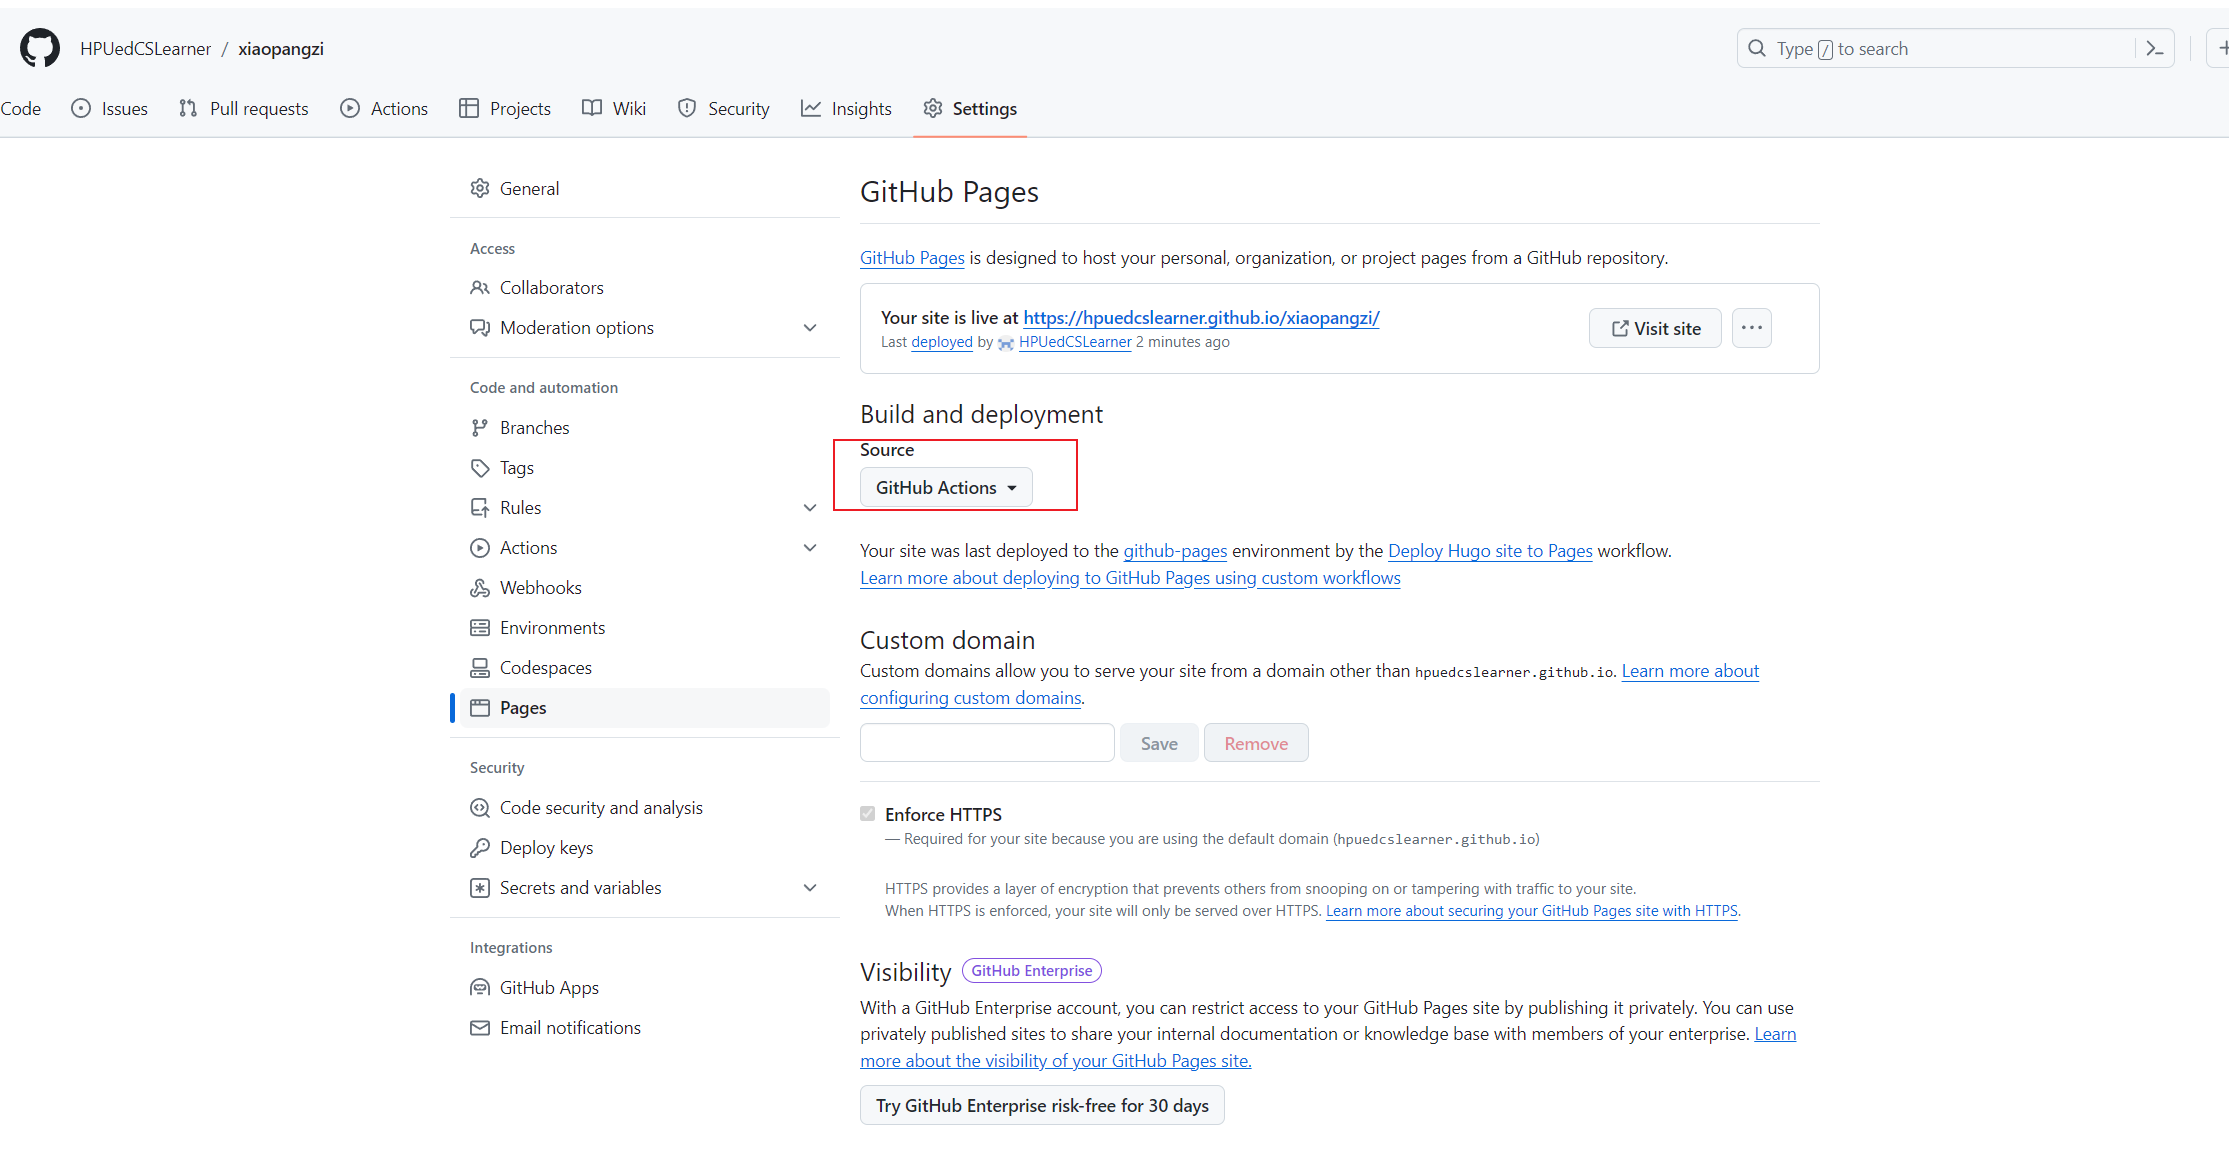 HPUedCSLearner / xiaopangzi
Type / to search
Code Issues Pull requests Actions Projects Wiki Security Insights Settings
General
Access
Collaborators
Moderation options
Code and automation
Branches
Tags
Rules
Actions
Webhooks
Environments
Codespaces
Pages
Security
Code security and analysis
Deploy keys
Secrets and variables
Integrations
GitHub Apps
Email notifications
GitHub Pages
GitHub Pages is designed to host your personal, organization, or project pages from a GitHub repository.
Your site is live at https://hpuedcslearner.github.io/xiaopangzi/
Last deployed by HPUedCSLearner 2 minutes ago
Visit site
Build and deployment
Source
GitHub Actions
Your site was last deployed to the github-pages environment by the Deploy Hugo site to Pages workflow.
Learn more about deploying to GitHub Pages using custom workflows
Custom domain
Custom domains allow you to serve your site from a domain other than hpuedcslearner.github.io. Learn more about
configuring custom domains.
Save Remove
Enforce HTTPS
— Required for your site because you are using the default domain (hpuedcslearner.github.io)
HTTPS provides a layer of encryption that prevents others from snooping on or tampering with traffic to your site.
When HTTPS is enforced, your site will only be served over HTTPS. Learn more about securing your GitHub Pages site with HTTPS.
Visibility GitHub Enterprise
With a GitHub Enterprise account, you can restrict access to your GitHub Pages site by publishing it privately. You can use
privately published sites to share your internal documentation or knowledge base with members of your enterprise. Learn
more about the visibility of your GitHub Pages site.
Try GitHub Enterprise risk-free for 30 days